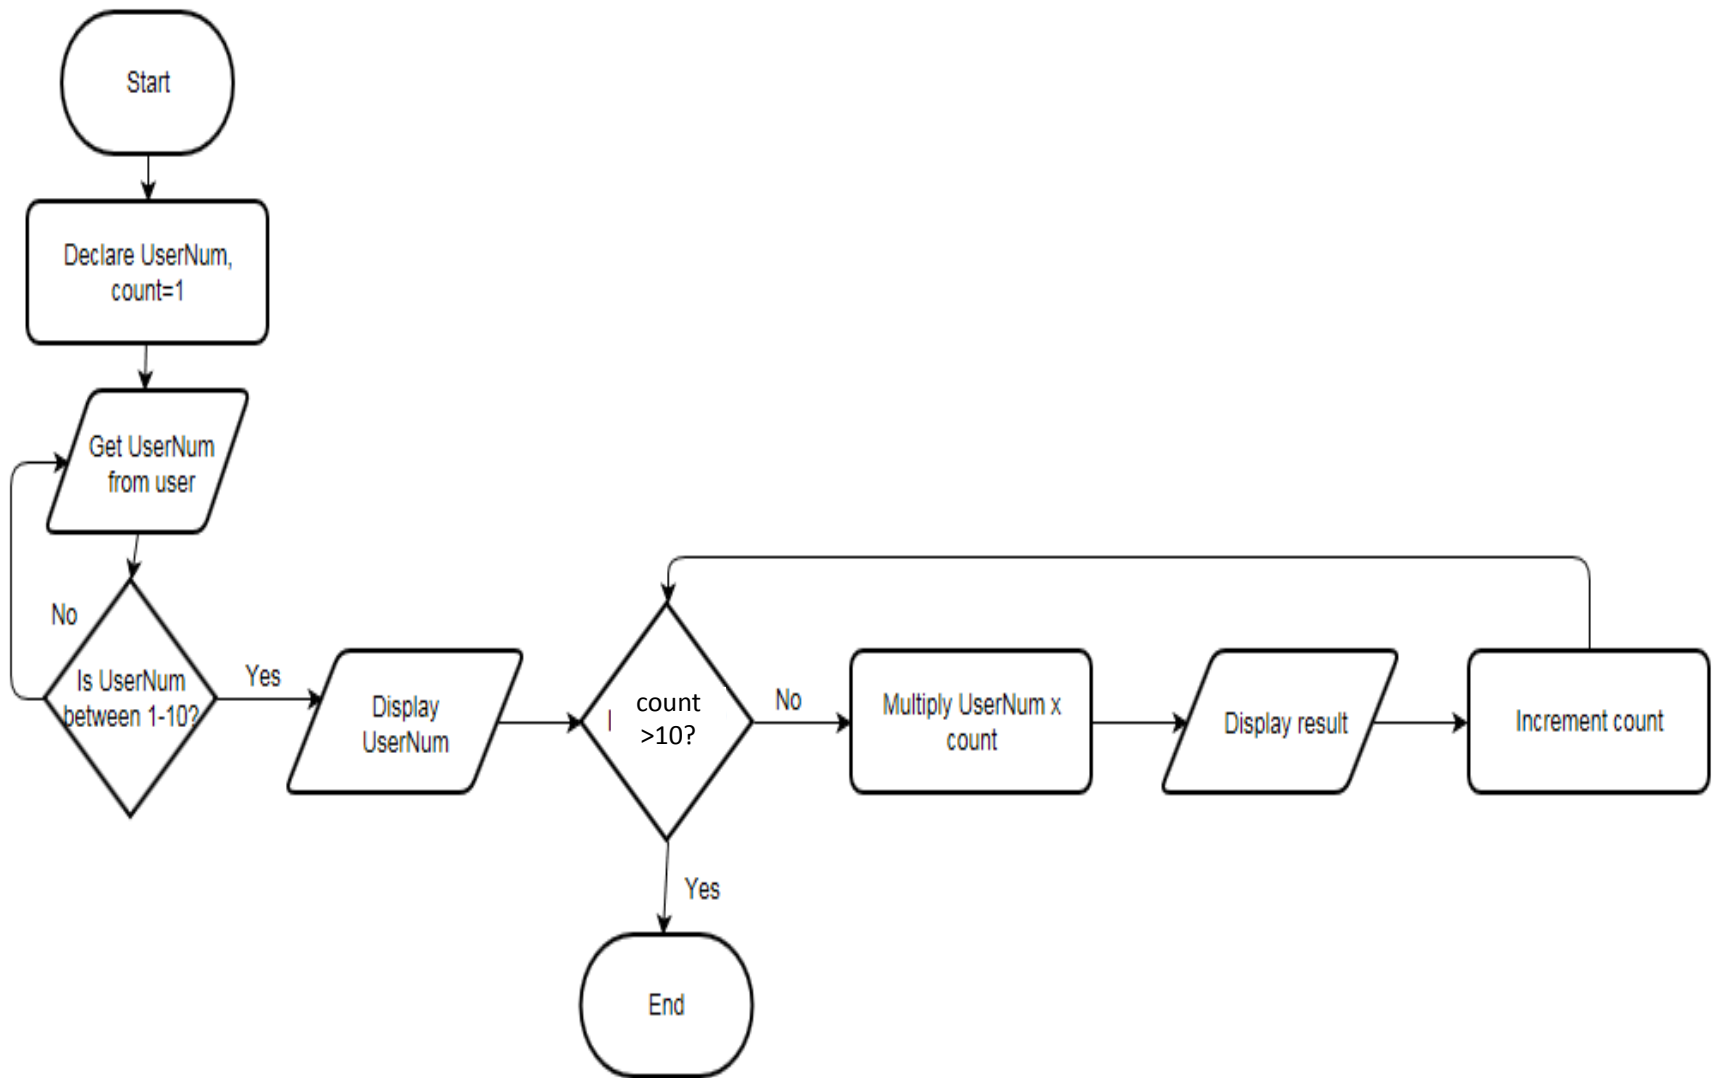 Start
Declare UserNum,
count=1
Get UserNum
from user
No
Is UserNum
between 1-10?
Yes
Display
UserNum
count
>10?
No
Multiply UserNum x
count
Display result
Increment count
Yes
End